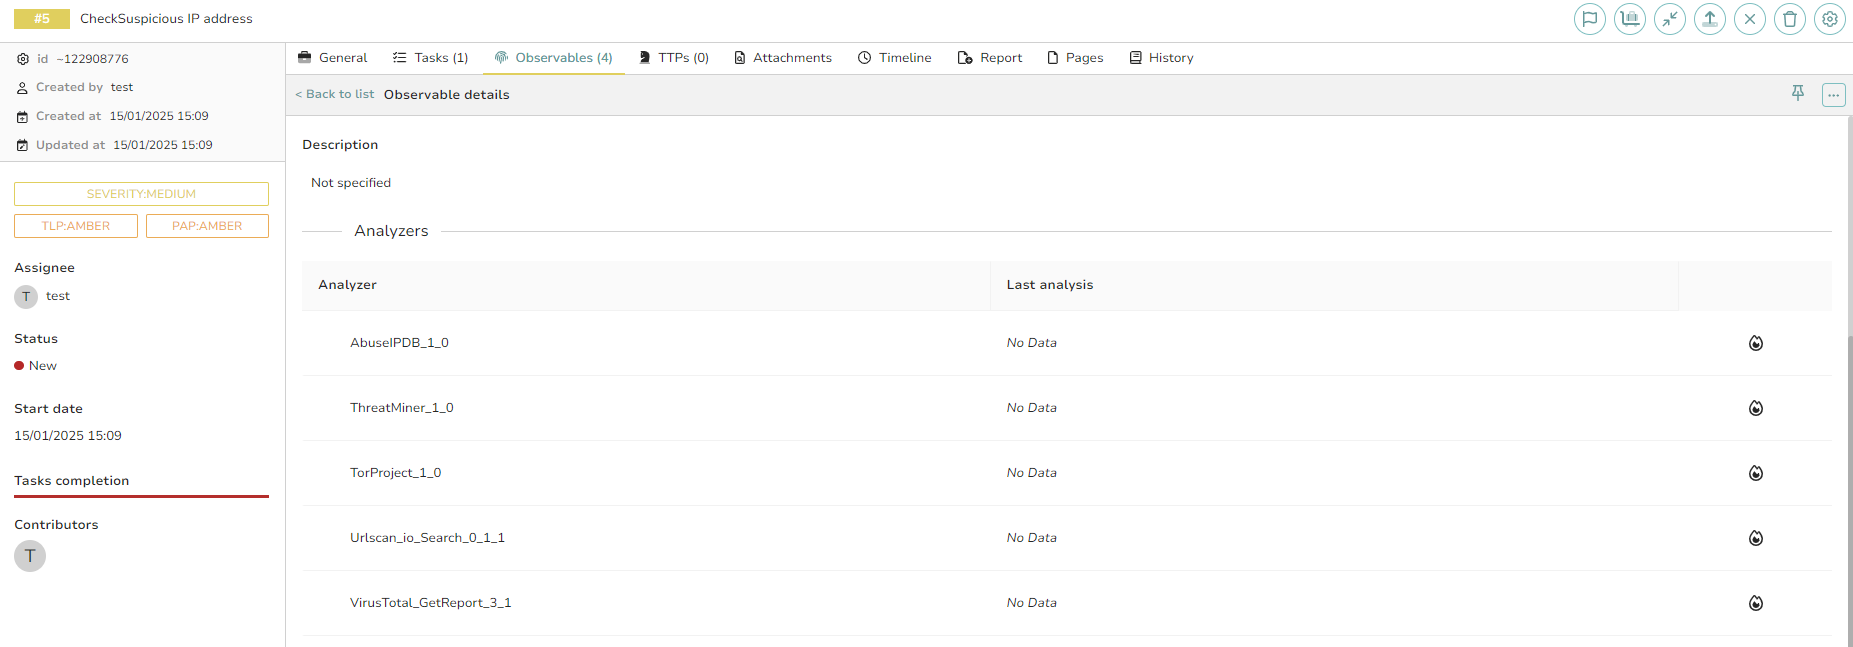 #5 CheckSuspicious IP address
id ~122908776
Created by test
Created at 15/01/2025 15:09
Updated at 15/01/2025 15:09
SEVERITY:MEDIUM
TLP:AMBER PAP:AMBER
Assignee
T test
Status
New
Start date
15/01/2025 15:09
Tasks completion
Contributors
T
General Tasks (1) Observables (4) TTPs (0) Attachments Timeline Report Pages History
< Back to list Observable details
Description
Not specified
Analyzers
Analyzer Last analysis
AbuseIPDB_1_0 No Data
ThreatMiner_1_0 No Data
TorProject_1_0 No Data
Urlscan_io_Search_0_1_1 No Data
VirusTotal_GetReport_3_1 No Data